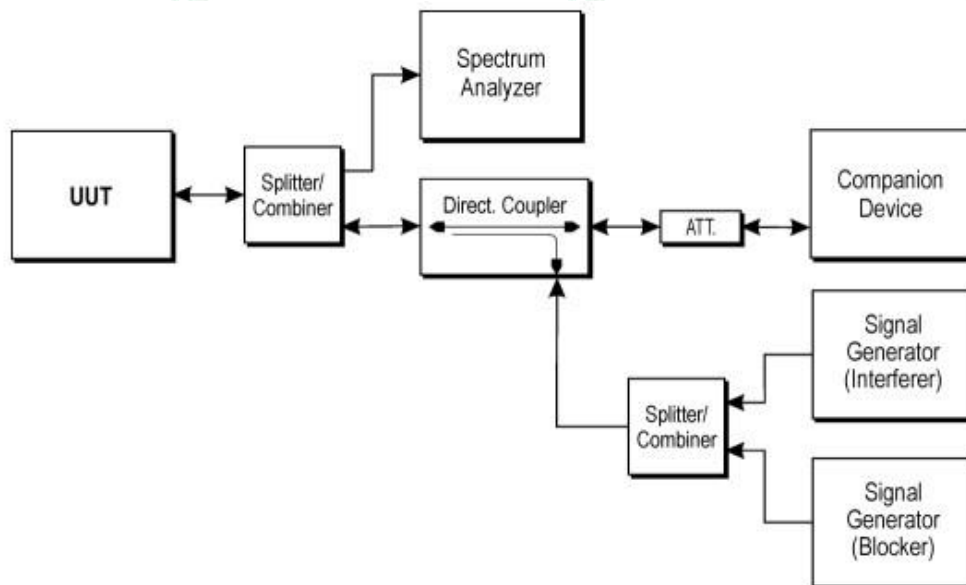 Spectrum
Analyzer
UUT
Splitter/
Combiner
Direct. Coupler
ATT.
Companion
Device
Signal
Generator
(Interferer)
Splitter/
Combiner
Signal
Generator
(Blocker)